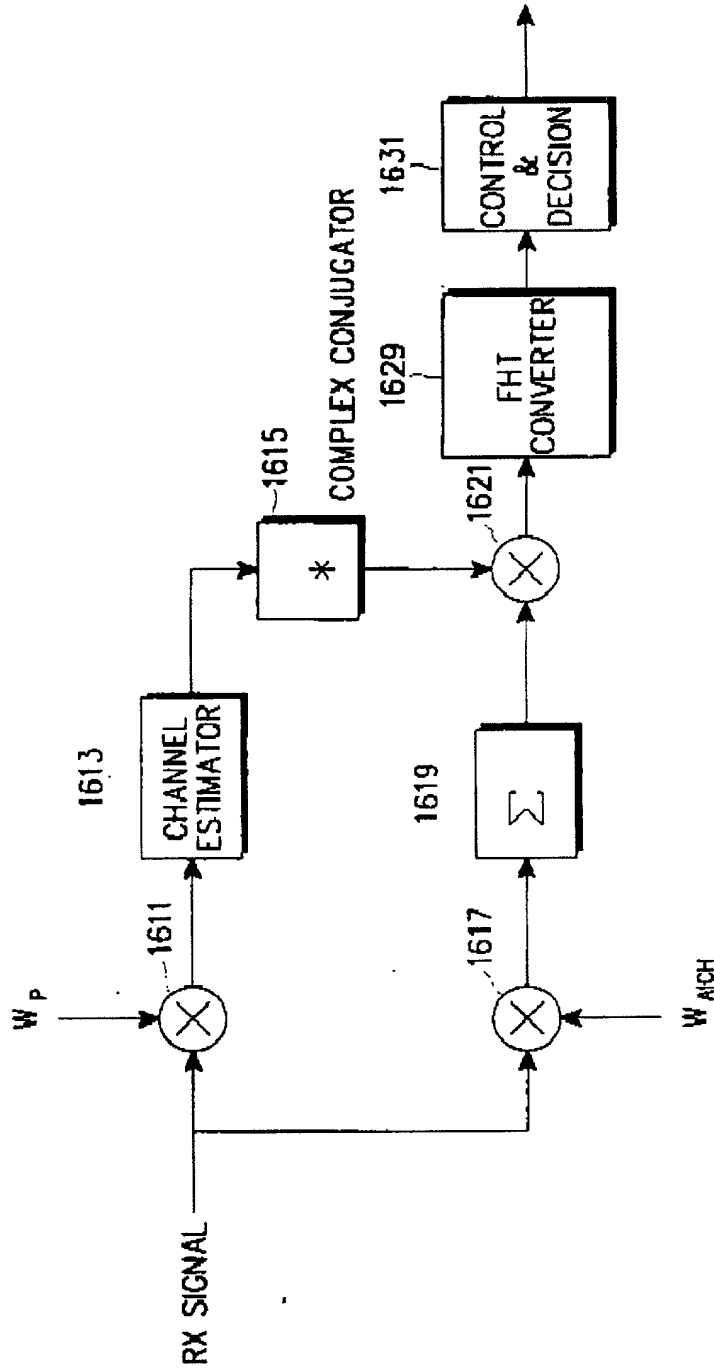 RX SIGNAL
W P
1611
1613
CHANNEL
ESTIMATOR
1615
*
COMPLEX CONJUGATOR
W AICH
1617
1619
Σ
1621
1629
FHT
CONVERTER
1631
CONTROL
&
DECISION